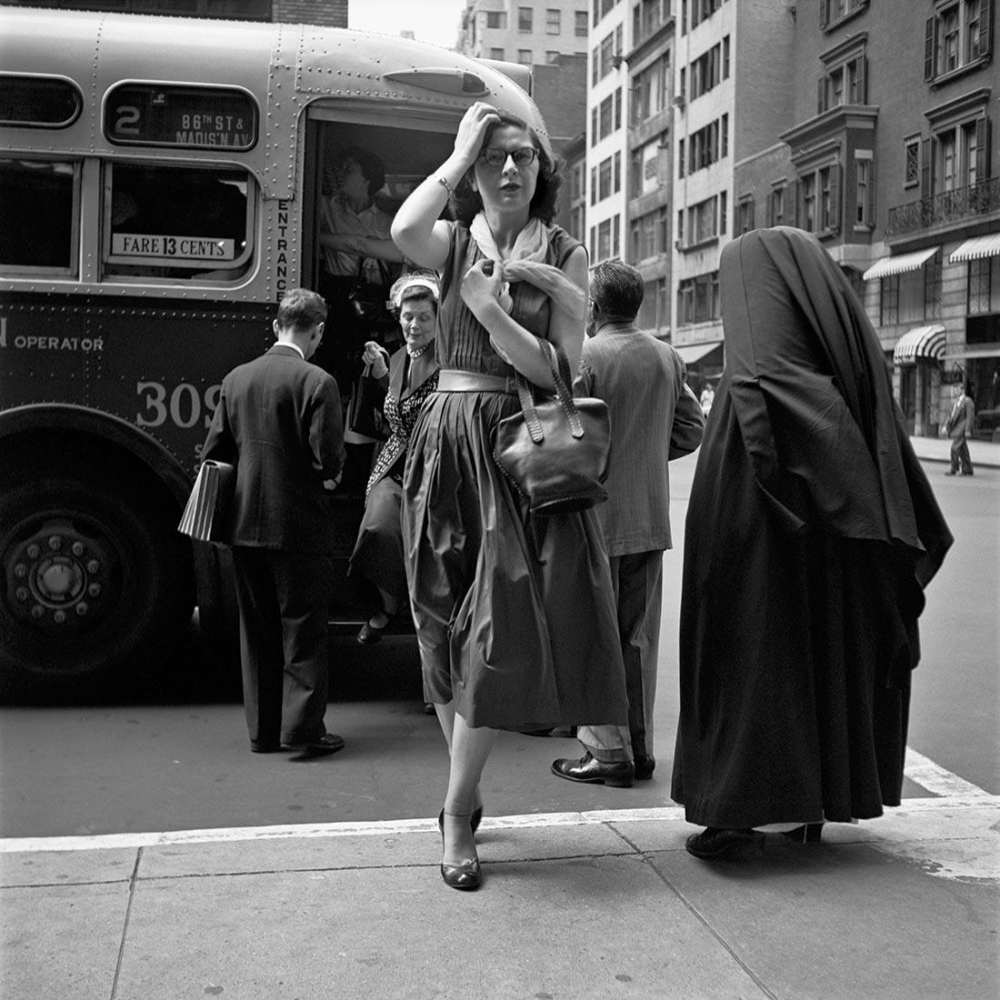 2
86TH ST &
MADIS'N AV
FARE 13 CENTS
ENTRANCE
OPERATOR
309